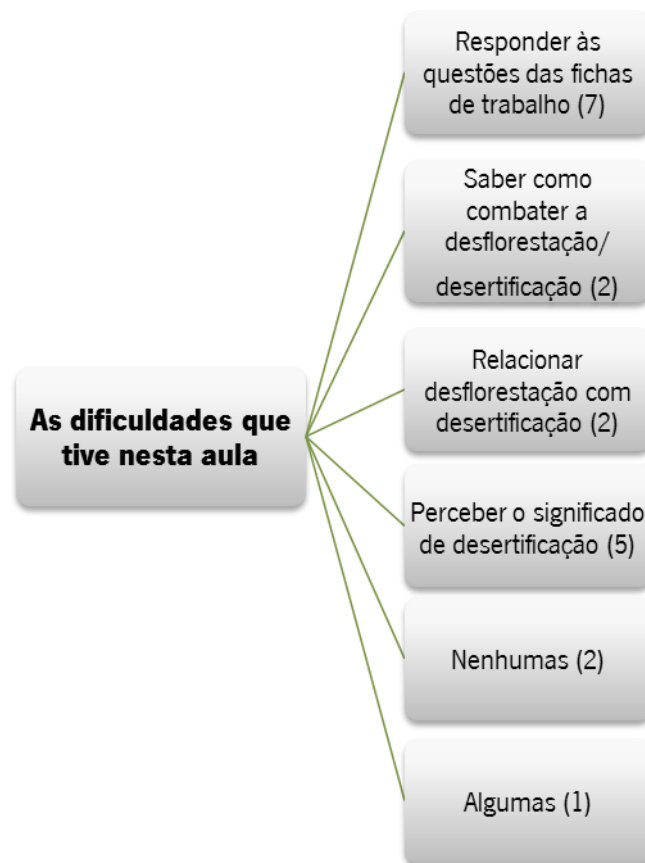 As dificuldades que
tive nesta aula
Responder às
questões das fichas
de trabalho (7)
Saber como
combater a
desflorestação/
desertificação (2)
Relacionar
desflorestação com
desertificação (2)
Perceber o significado
de desertificação (5)
Nenhumas (2)
Algumas (1)